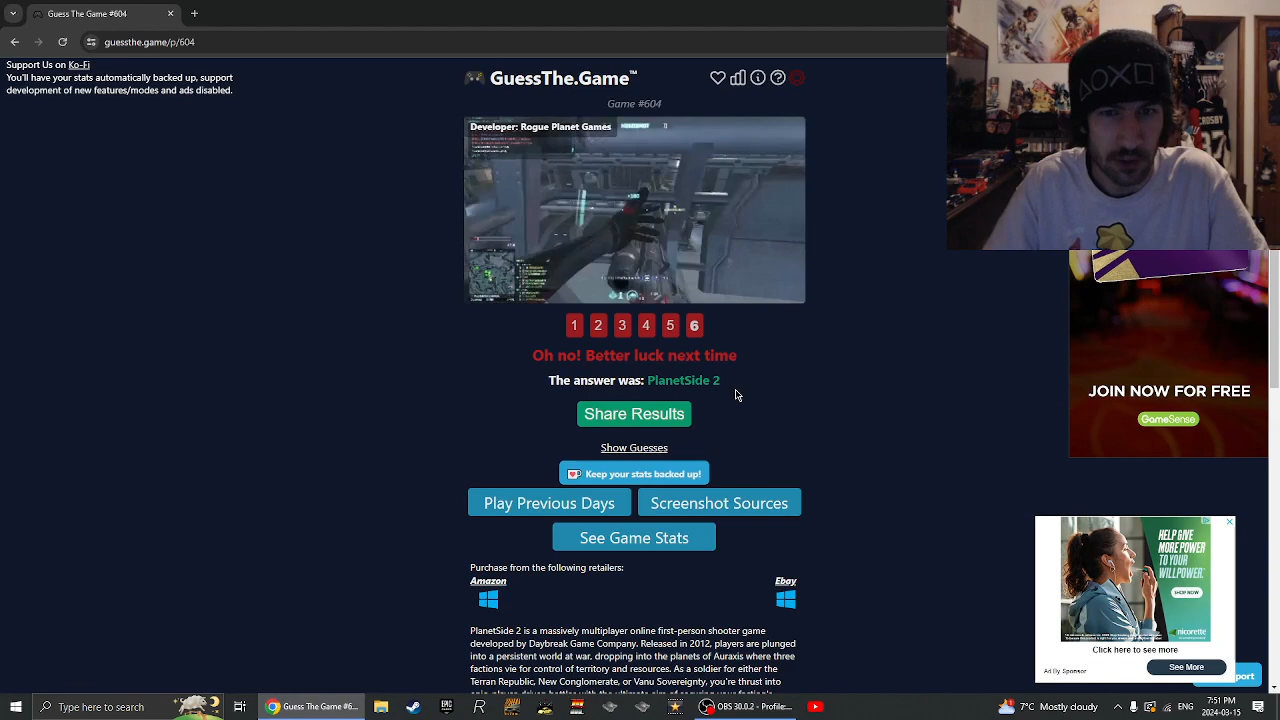 Guess The Game #604
guessthe.game/p/604
Support Us on Ko-Fi
You'll have your stats automatically backed up, support
development of new features/modes and ads disabled.
GuessThe.Game™
Game #604
Developer: Rogue Planet Games
1 2 3 4 5 6
Oh no! Better luck next time
The answer was: PlanetSide 2
Share Results
Show Guesses
Keep your stats backed up!
Play Previous Days
Screenshot Sources
See Game Stats
Purchase from the following retailers:
Amazon
Ebay
PlanetSide 2 is a massively multiplayer online first-person shooter game
developed by Daybreak Game Company. Released in 2012, gamers are plunged
into a persistent world at war, dropping into the planets of Auraxis where three
factions vie for control of territory and resources. As a soldier for either the
Terran Republic, New Conglomerate, or Vanu Sovereignty, you're thrusting
CROSBY
JOIN NOW FOR FREE
GameSense
HELP GIVE
MORE POWER
TO YOUR
WILLPOWER.
SHOP NOW
nicorette
Click here to see more
Ad By Sponsor
See More
port
Type here to search
Guess The Game #6...
EPIC
OBS 30.0.2 - Profil...
7°C
7:51 PM
2024-03-15